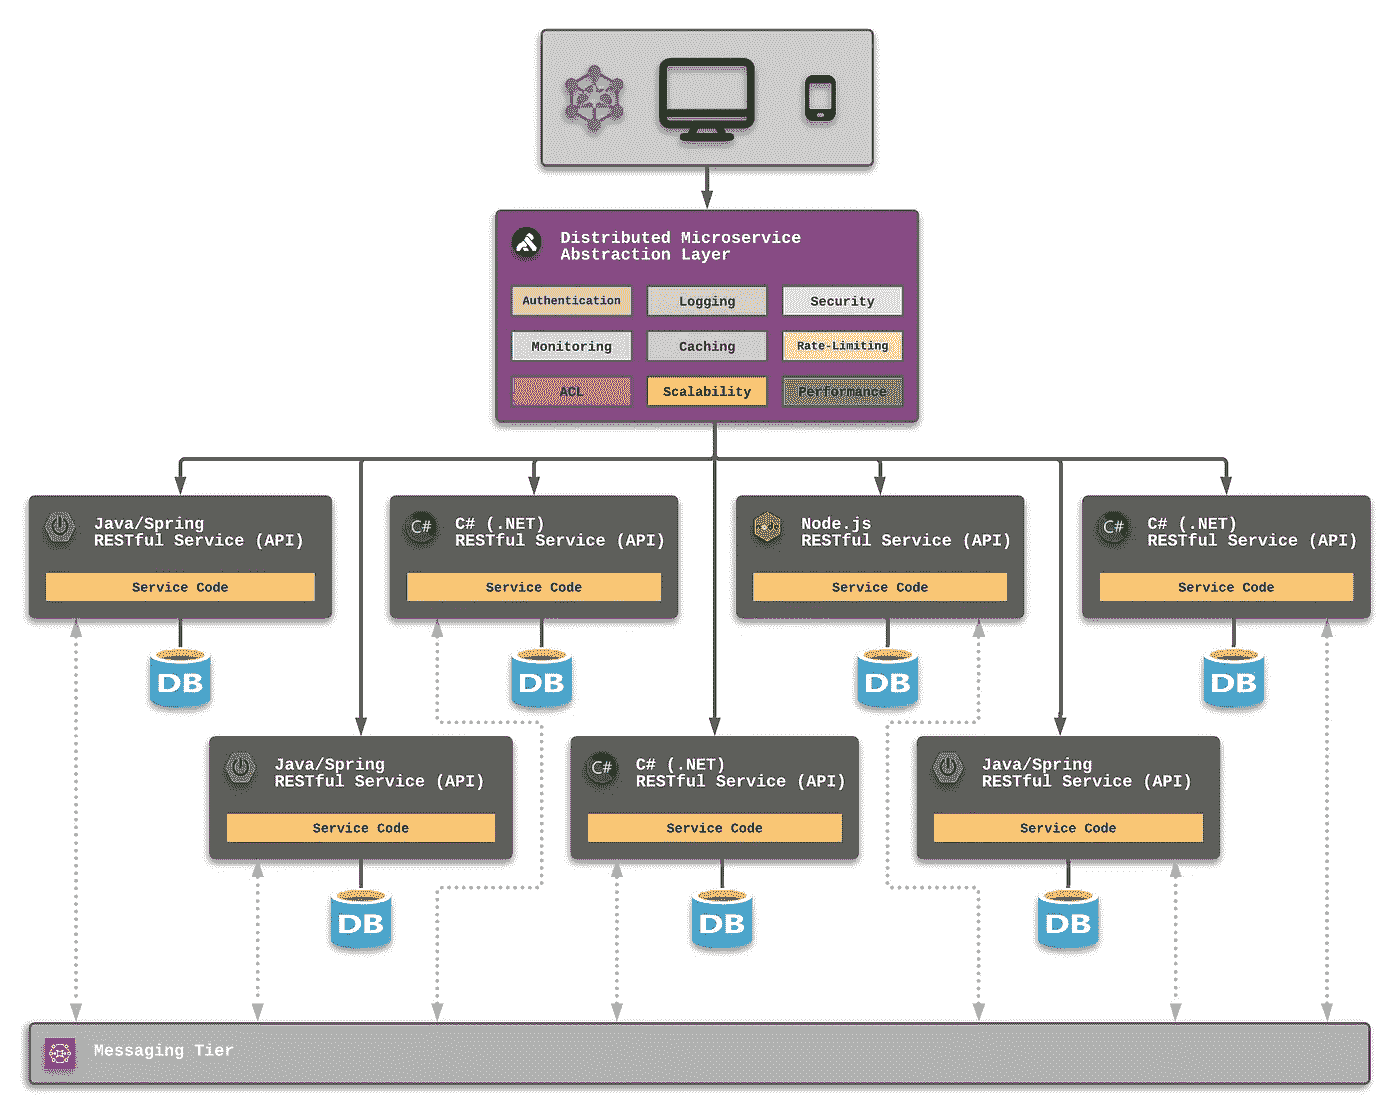 Distributed Microservice
Abstraction Layer
Authentication
Logging
Security
Monitoring
Caching
Rate-Limiting
ACL
Scalability
Performance
Java/Spring
RESTful Service (API)
Service Code
DB
C#
C# (.NET)
RESTful Service (API)
Service Code
DB
node
Node.js
RESTful Service (API)
Service Code
DB
C#
C# (.NET)
RESTful Service (API)
Service Code
DB
Java/Spring
RESTful Service (API)
Service Code
DB
C#
C# (.NET)
RESTful Service (API)
Service Code
DB
Java/Spring
RESTful Service (API)
Service Code
DB
Messaging Tier